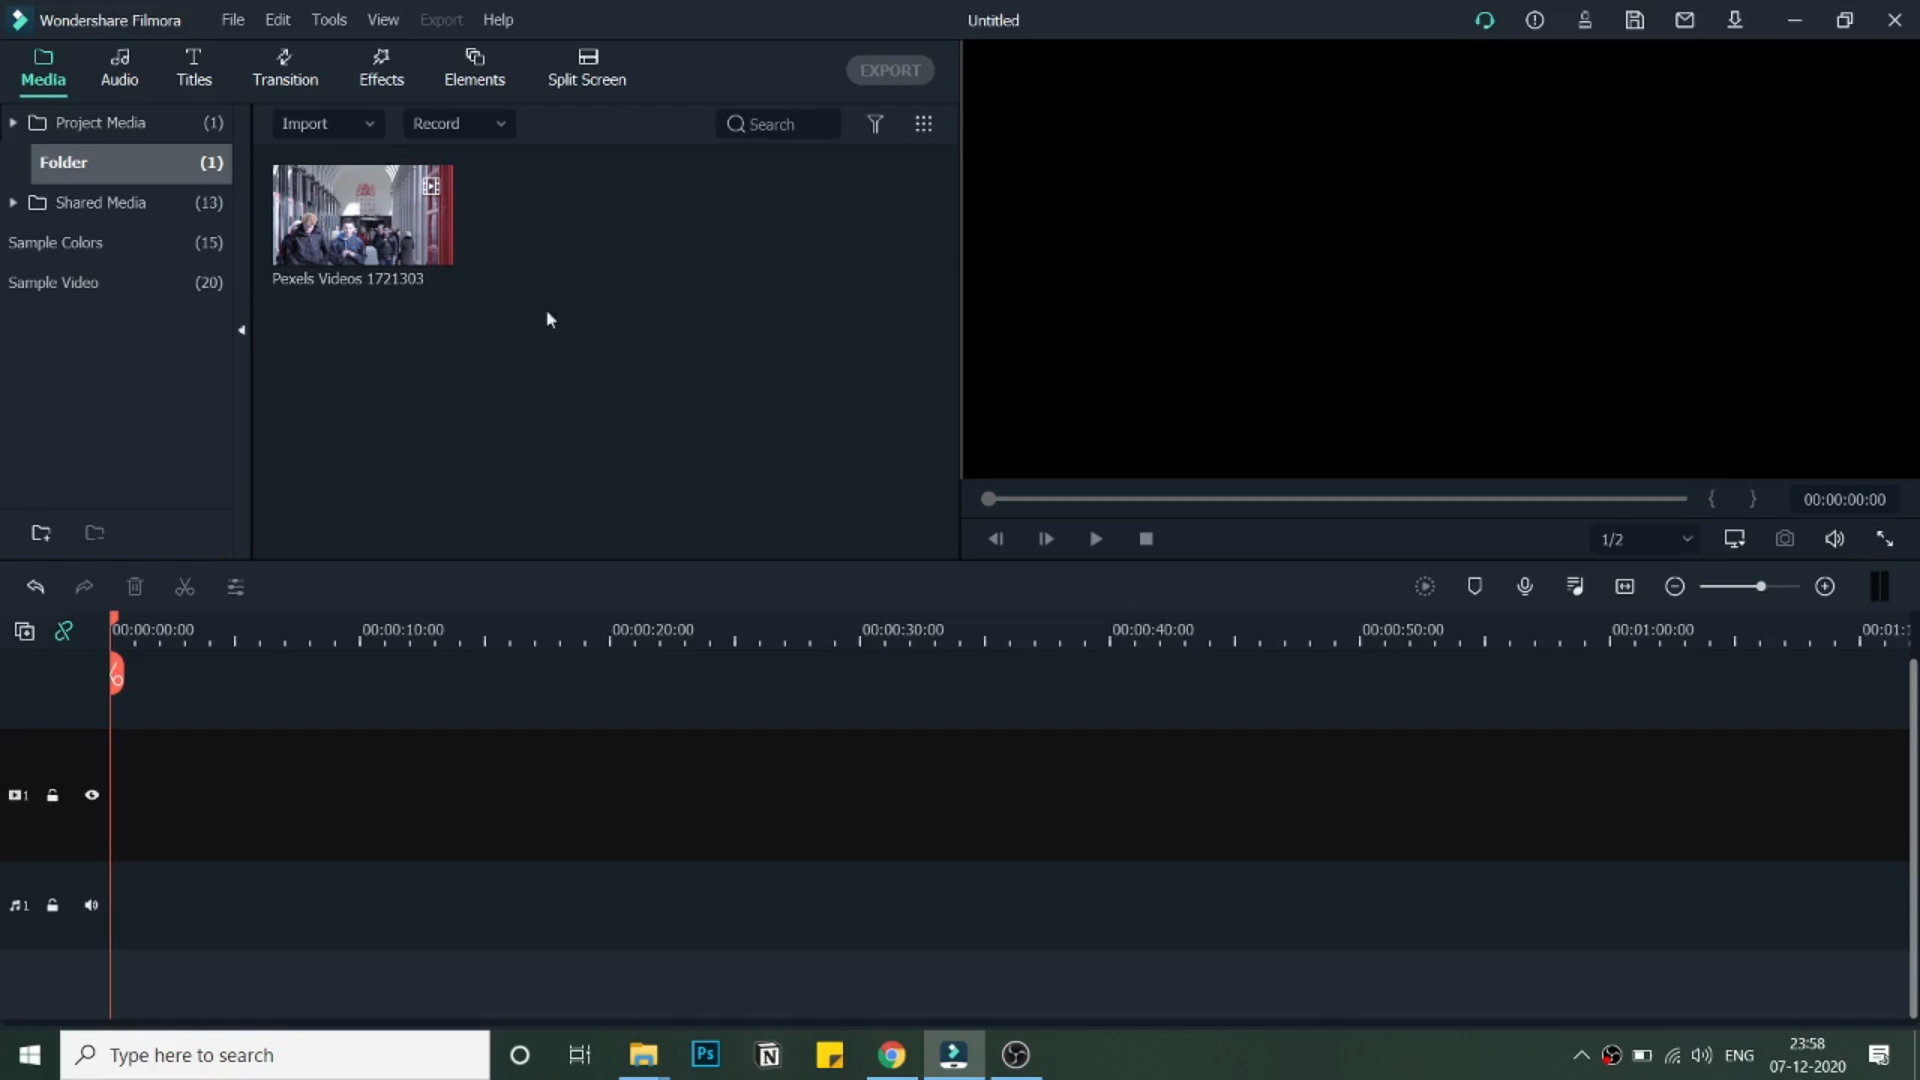 Wondershare Filmora File Edit Tools View Export Help Untitled
Media Audio Titles Transition Effects Elements Split Screen EXPORT
Project Media (1)
Folder (1)
Shared Media (13)
Sample Colors (15)
Sample Video (20)
Import Record Search
Pexels Videos 1721303
{ } 00:00:00:00
1/2
00:00:00:00 00:00:10:00 00:00:20:00 00:00:30:00 00:00:40:00 00:00:50:00 00:01:00:00 00:01:1
1
1
Type here to search
Ps
ENG
23:58
07-12-2020